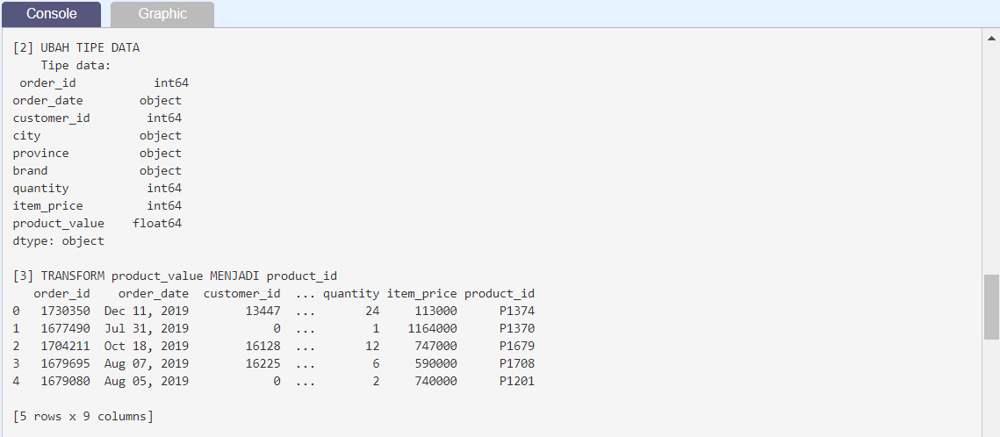 Console Graphic
[2] UBAH TIPE DATA
    Tipe data:
 order_id           int64
order_date        object
customer_id        int64
city              object
province          object
brand             object
quantity           int64
item_price         int64
product_value    float64
dtype: object

[3] TRANSFORM product_value MENJADI product_id
   order_id    order_date  customer_id  ... quantity item_price product_id
0   1730350  Dec 11, 2019        13447  ...       24     113000      P1374
1   1677490  Jul 31, 2019            0  ...        1    1164000      P1370
2   1704211  Oct 18, 2019        16128  ...       12     747000      P1679
3   1679695  Aug 07, 2019        16225  ...        6     590000      P1708
4   1679080  Aug 05, 2019            0  ...        2     740000      P1201

[5 rows x 9 columns]